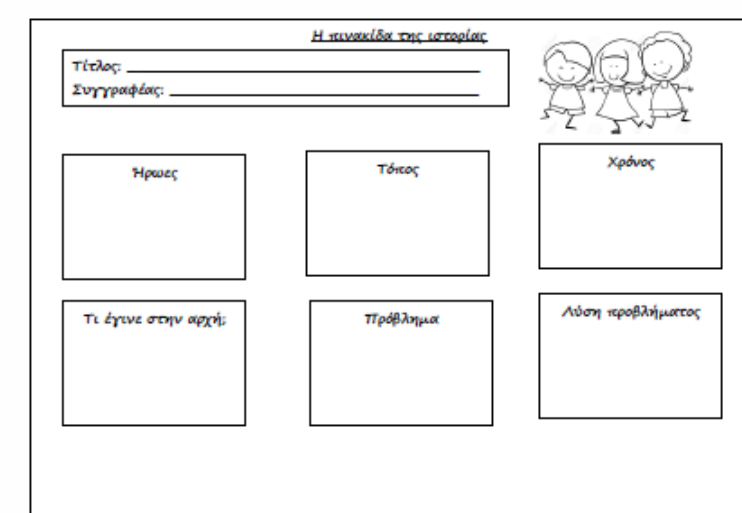 Η πινακίδα της ιστορίας
Τίτλος:
Συγγραφέας:
Ήρωες
Τόπος
Χρόνος
Τι έγινε στην αρχή;
Πρόβλημα
Λύση προβλήματος